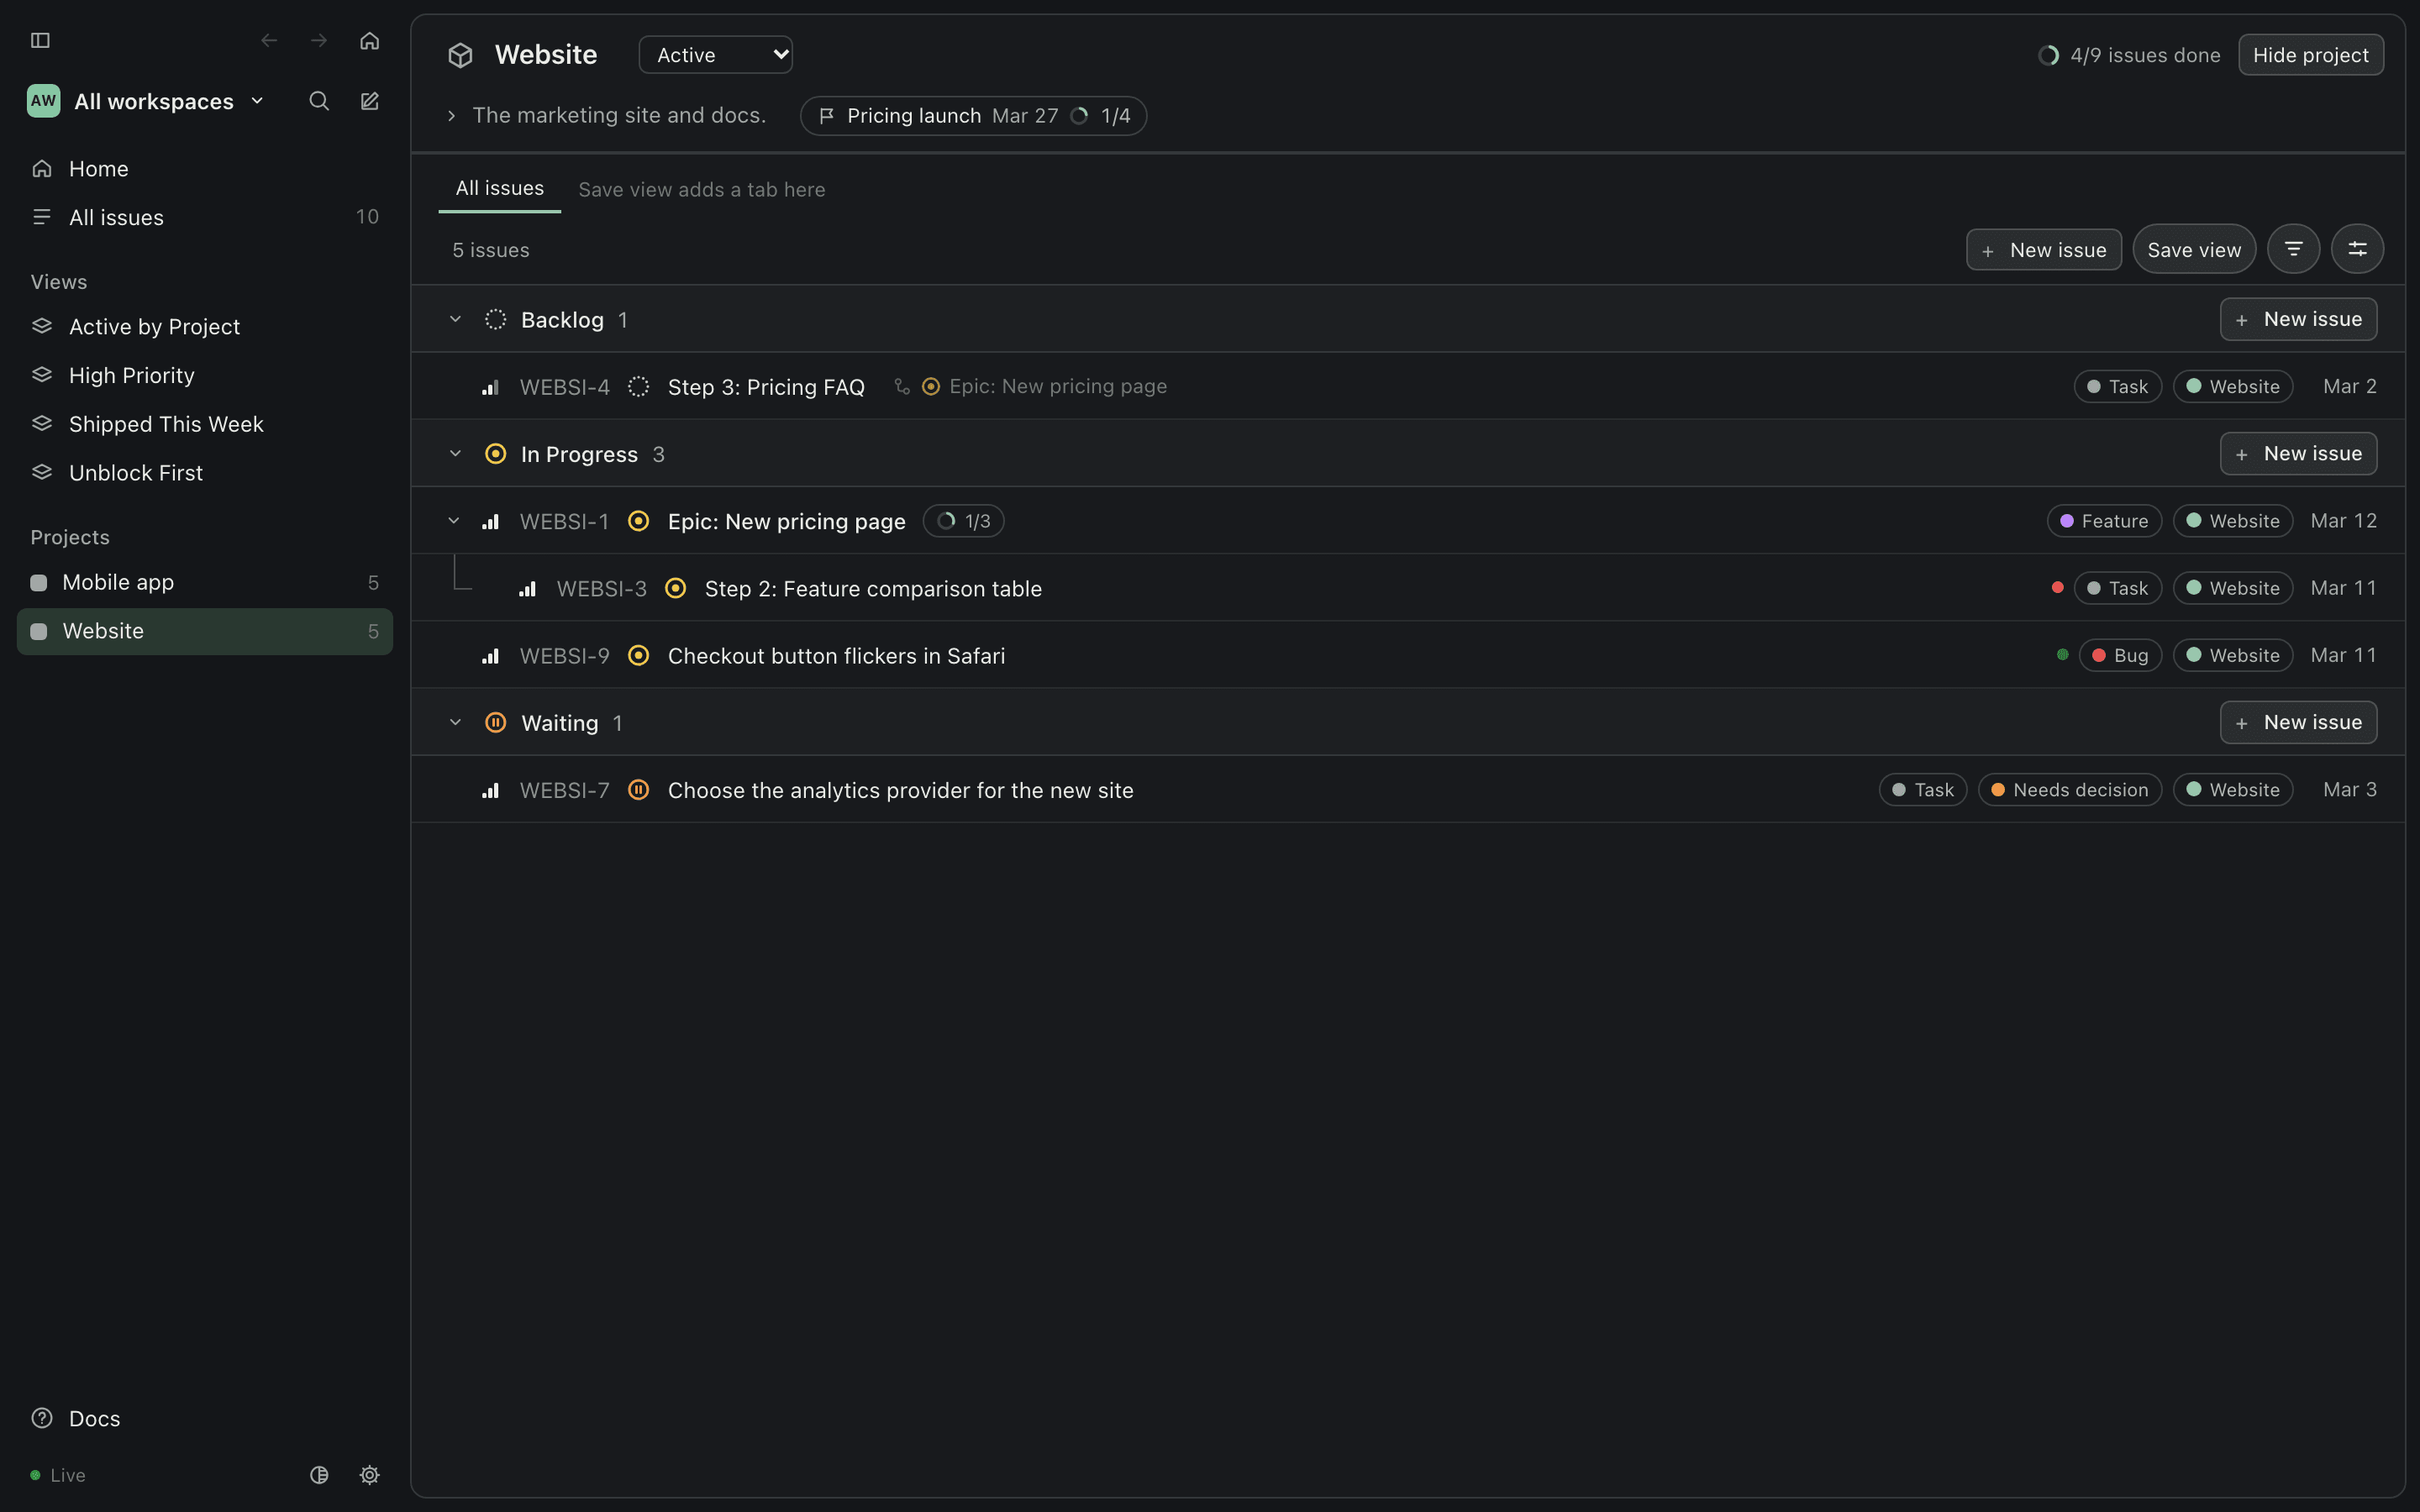 AW All workspaces
Home
All issues 10
Views
Active by Project
High Priority
Shipped This Week
Unblock First
Projects
Mobile app 5
Website 5
Docs
Live
Website Active 4/9 issues done Hide project
The marketing site and docs. Pricing launch Mar 27 1/4
All issues Save view adds a tab here
5 issues + New issue Save view
Backlog 1 + New issue
WEBSI-4 Step 3: Pricing FAQ Epic: New pricing page Task Website Mar 2
In Progress 3 + New issue
WEBSI-1 Epic: New pricing page 1/3 Feature Website Mar 12
WEBSI-3 Step 2: Feature comparison table Task Website Mar 11
WEBSI-9 Checkout button flickers in Safari Bug Website Mar 11
Waiting 1 + New issue
WEBSI-7 Choose the analytics provider for the new site Task Needs decision Website Mar 3